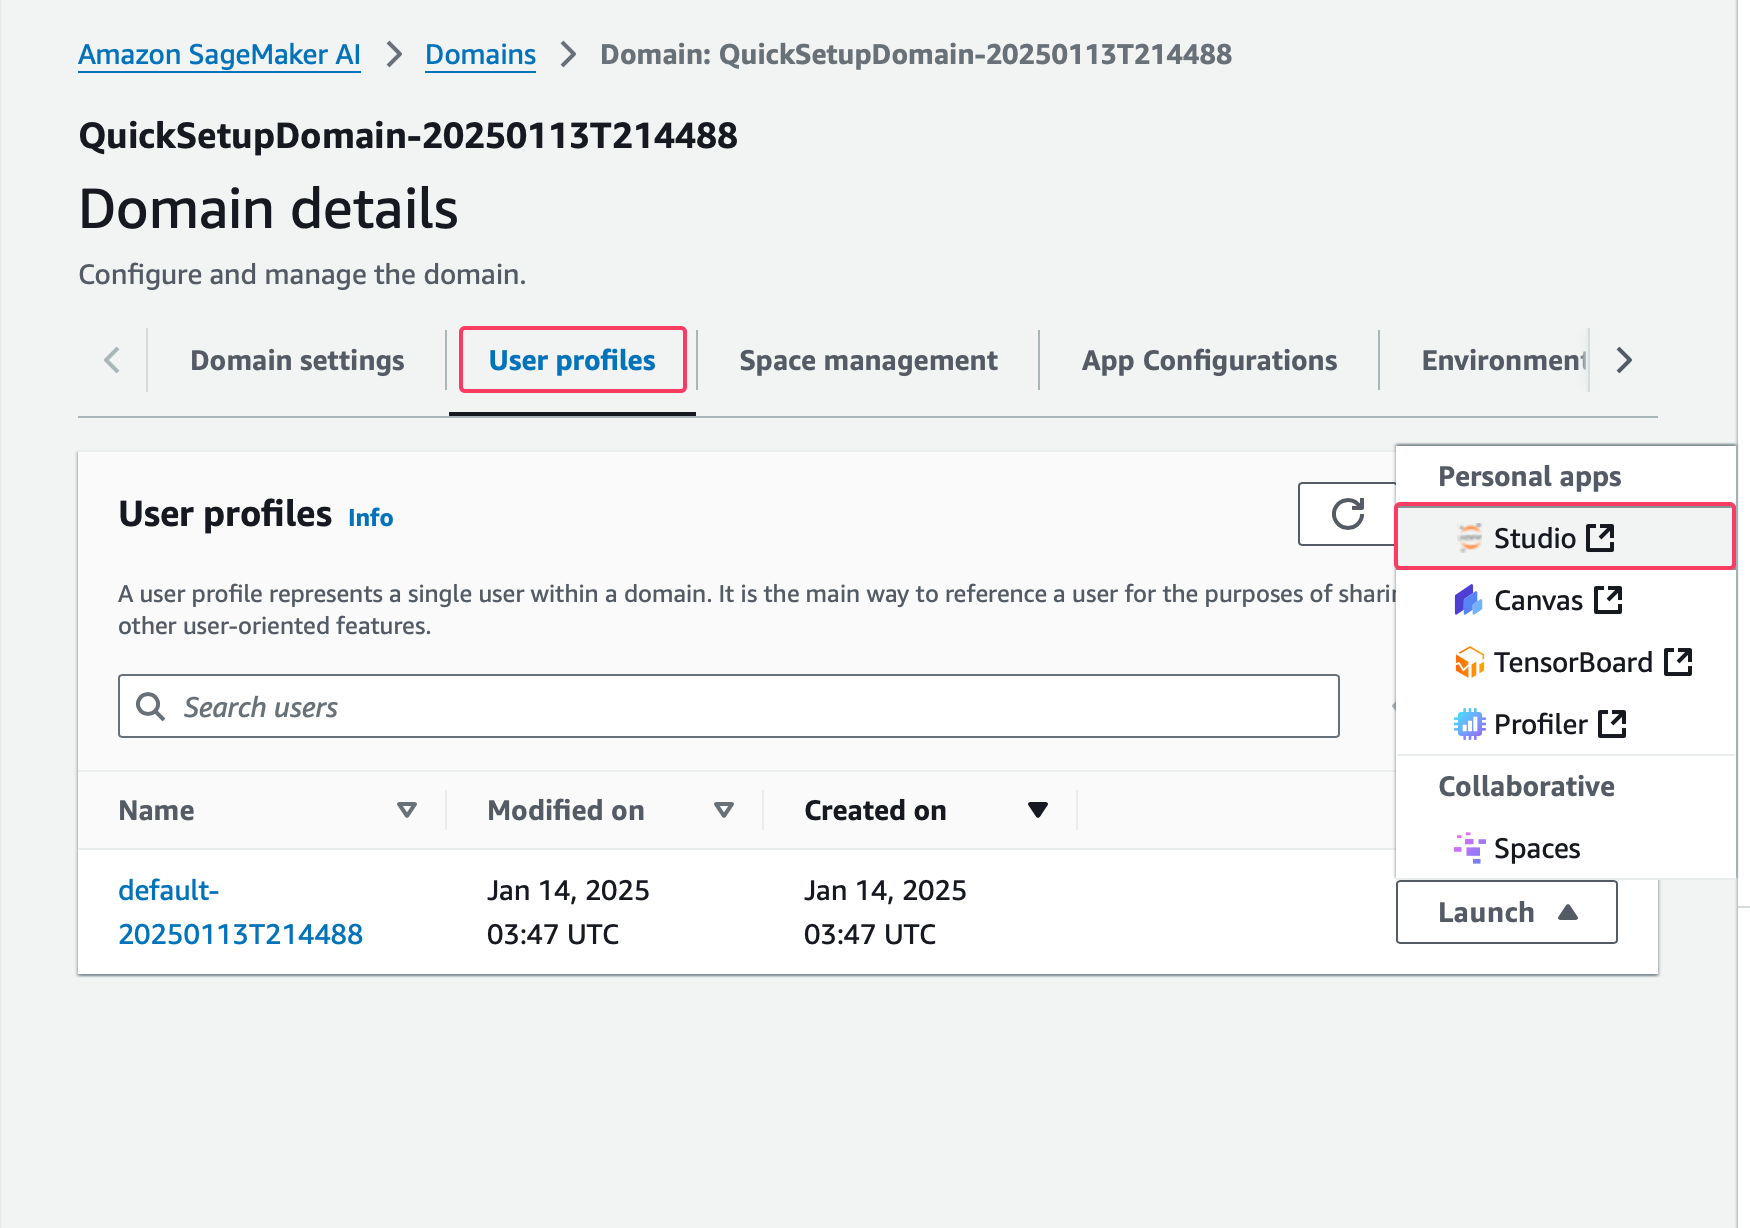 Amazon SageMaker AI > Domains > Domain: QuickSetupDomain-20250113T214488
QuickSetupDomain-20250113T214488
Domain details
Configure and manage the domain.
Domain settings
User profiles
Space management
App Configurations
Environment
User profiles Info
A user profile represents a single user within a domain. It is the main way to reference a user for the purposes of
other user-oriented features.
Search users
Personal apps
Studio
Canvas
TensorBoard
Profiler
Collaborative
Spaces
Name
Modified on
Created on
default-
20250113T214488
Jan 14, 2025
03:47 UTC
Jan 14, 2025
03:47 UTC
Launch